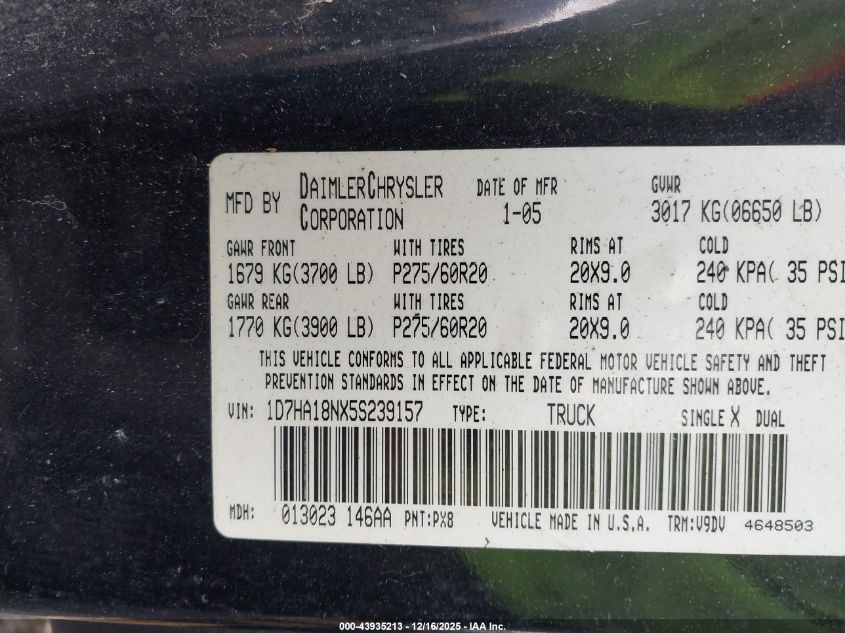 MFD BY DAIMLERCHRYSLER CORPORATION DATE OF MFR 1-05 GVWR 3017 KG(06650 LB)
GAWR FRONT WITH TIRES RIMS AT COLD
1679 KG(3700 LB) P275/60R20 20X9.0 240 KPA( 35 PSI
GAWR REAR WITH TIRES RIMS AT COLD
1770 KG(3900 LB) P275/60R20 20X9.0 240 KPA( 35 PSI
THIS VEHICLE CONFORMS TO ALL APPLICABLE FEDERAL MOTOR VEHICLE SAFETY AND THEFT
PREVENTION STANDARDS IN EFFECT ON THE DATE OF MANUFACTURE SHOWN ABOVE.
VIN: 1D7HA18NX5S239157 TYPE: TRUCK SINGLE X DUAL
MDH: 013023 146AA PNT:PXB VEHICLE MADE IN U.S.A. TRM:V9DV 4648503
000-43935213 - 12/16/2025 - IAA Inc.